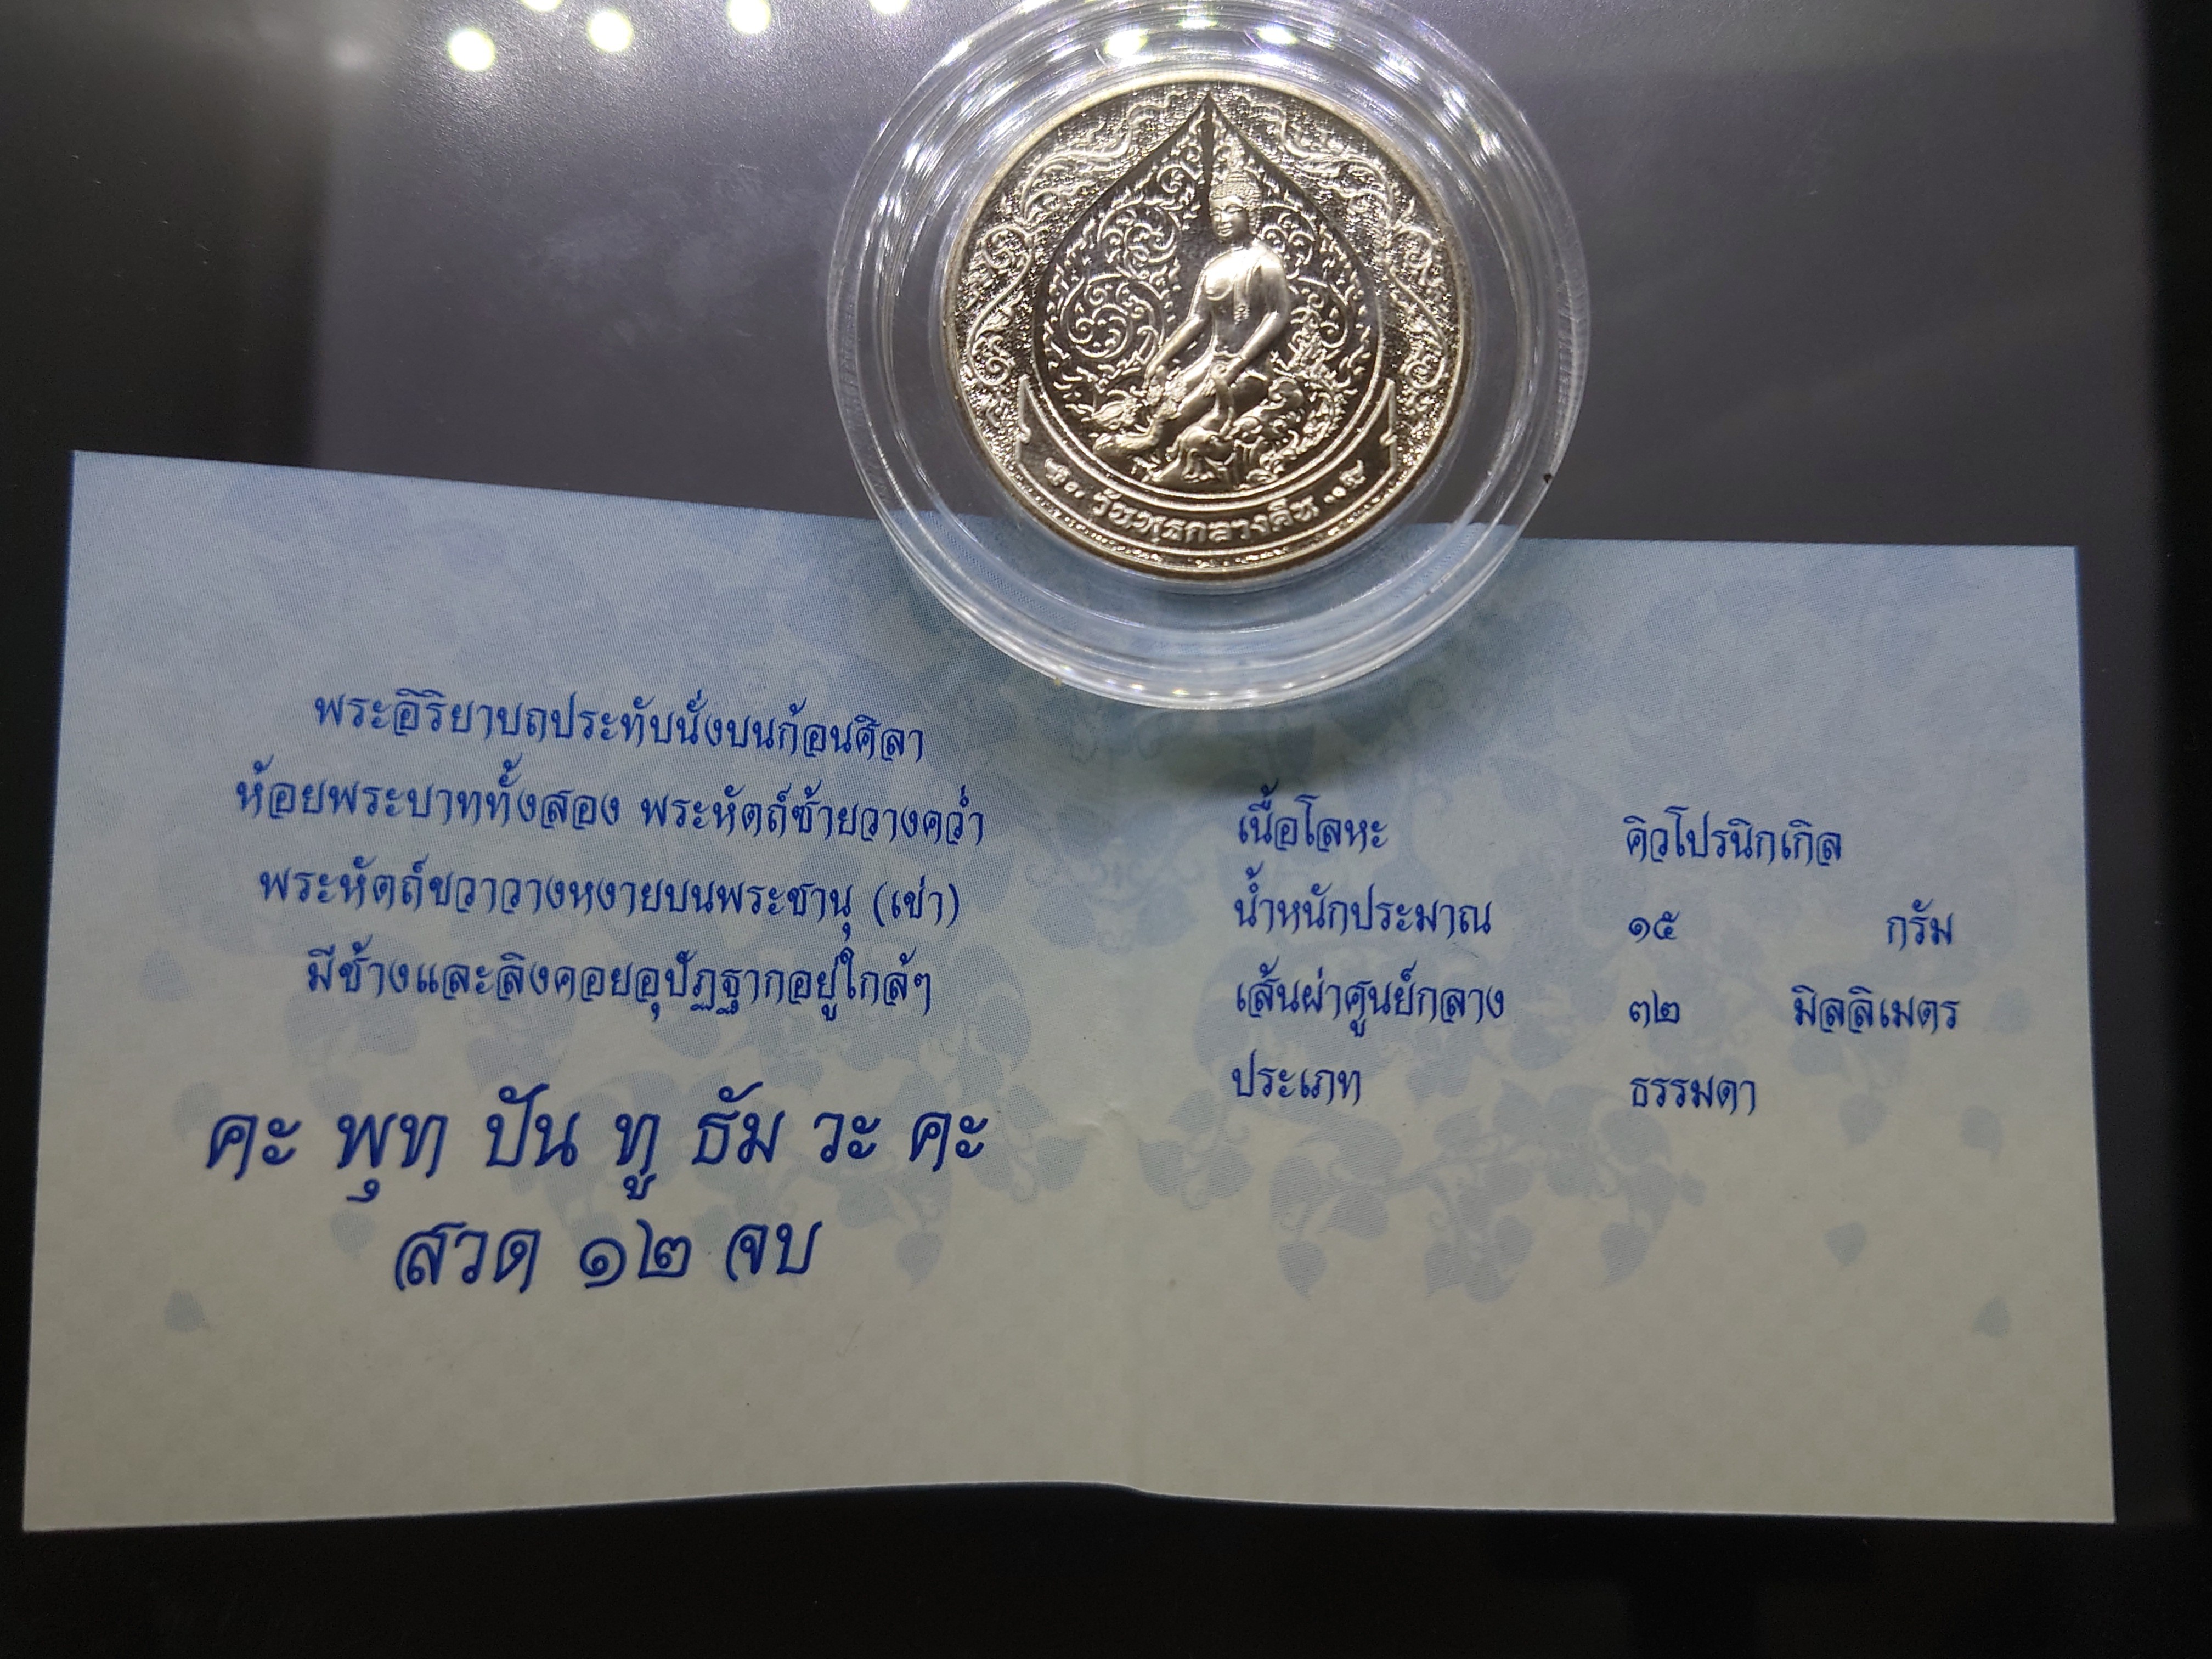 วันพุธกลางคืน
พระอิริยาบถประทับนั่งบนก้อนศิลา
ห้อยพระบาททั้งสอง พระหัตถ์ซ้ายวางคว่ำ
พระหัตถ์ขวาวางหงายบนพระชานุ (เข่า)
มีช้างและลิงคอยอุปัฏฐากอยู่ใกล้ๆ
คะ พุท ปัน ทู ธัม วะ คะ
สวด ๑๒ จบ
เนื้อโลหะ คิวโปรนิกเกิล
น้ำหนักประมาณ ๑๕ กรัม
เส้นผ่าศูนย์กลาง ๓๒ มิลลิเมตร
ประเภท ธรรมดา